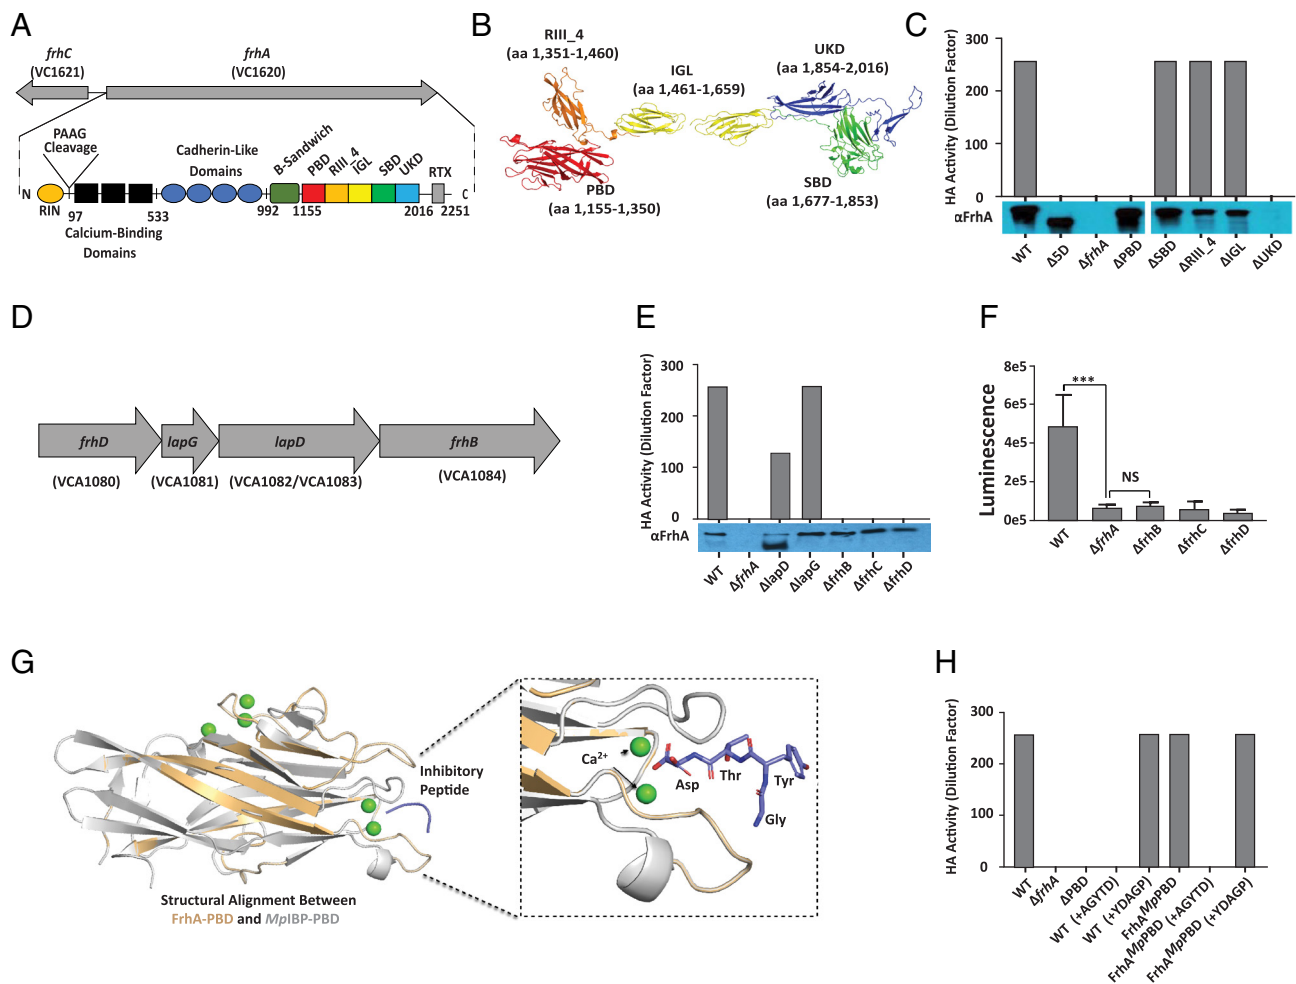 A
frhC
(VC1621)
frhA
(VC1620)
PAAG
Cleavage
Cadherin-Like
Domains
B-Sandwich
PBD
RIII_4
IGL
SBD
UKD
RTX
N
C
RIN
97
533
992
1155
2016
2251
Calcium-Binding
Domains
B
RIII_4
(aa 1,351-1,460)
IGL
(aa 1,461-1,659)
UKD
(aa 1,854-2,016)
PBD
(aa 1,155-1,350)
SBD
(aa 1,677-1,853)
C
HA Activity (Dilution Factor)
300
200
100
0
αFrhA
WT
Δ5D
ΔfrhA
ΔPBD
ΔSBD
ΔRIII_4
ΔIGL
ΔUKD
D
frhD
lapG
lapD
frhB
(VCA1080)
(VCA1081)
(VCA1082/VCA1083)
(VCA1084)
E
HA Activity (Dilution Factor)
300
200
100
0
αFrhA
WT
ΔfrhA
ΔlapD
ΔlapG
ΔfrhB
ΔfrhC
ΔfrhD
F
Luminescence
8e5
6e5
4e5
2e5
0e5
***
NS
WT
ΔfrhA
ΔfrhB
ΔfrhC
ΔfrhD
G
Inhibitory
Peptide
Structural Alignment Between
FrhA-PBD and MpIBP-PBD
Ca2+
Asp
Thr
Tyr
Gly
H
HA Activity (Dilution Factor)
300
200
100
0
WT
ΔfrhA
ΔPBD
WT (+AGYTD)
WT (+YDAGP)
FrhAMpPBD
FrhAMpPBD (+AGYTD)
FrhAMpPBD (+YDAGP)